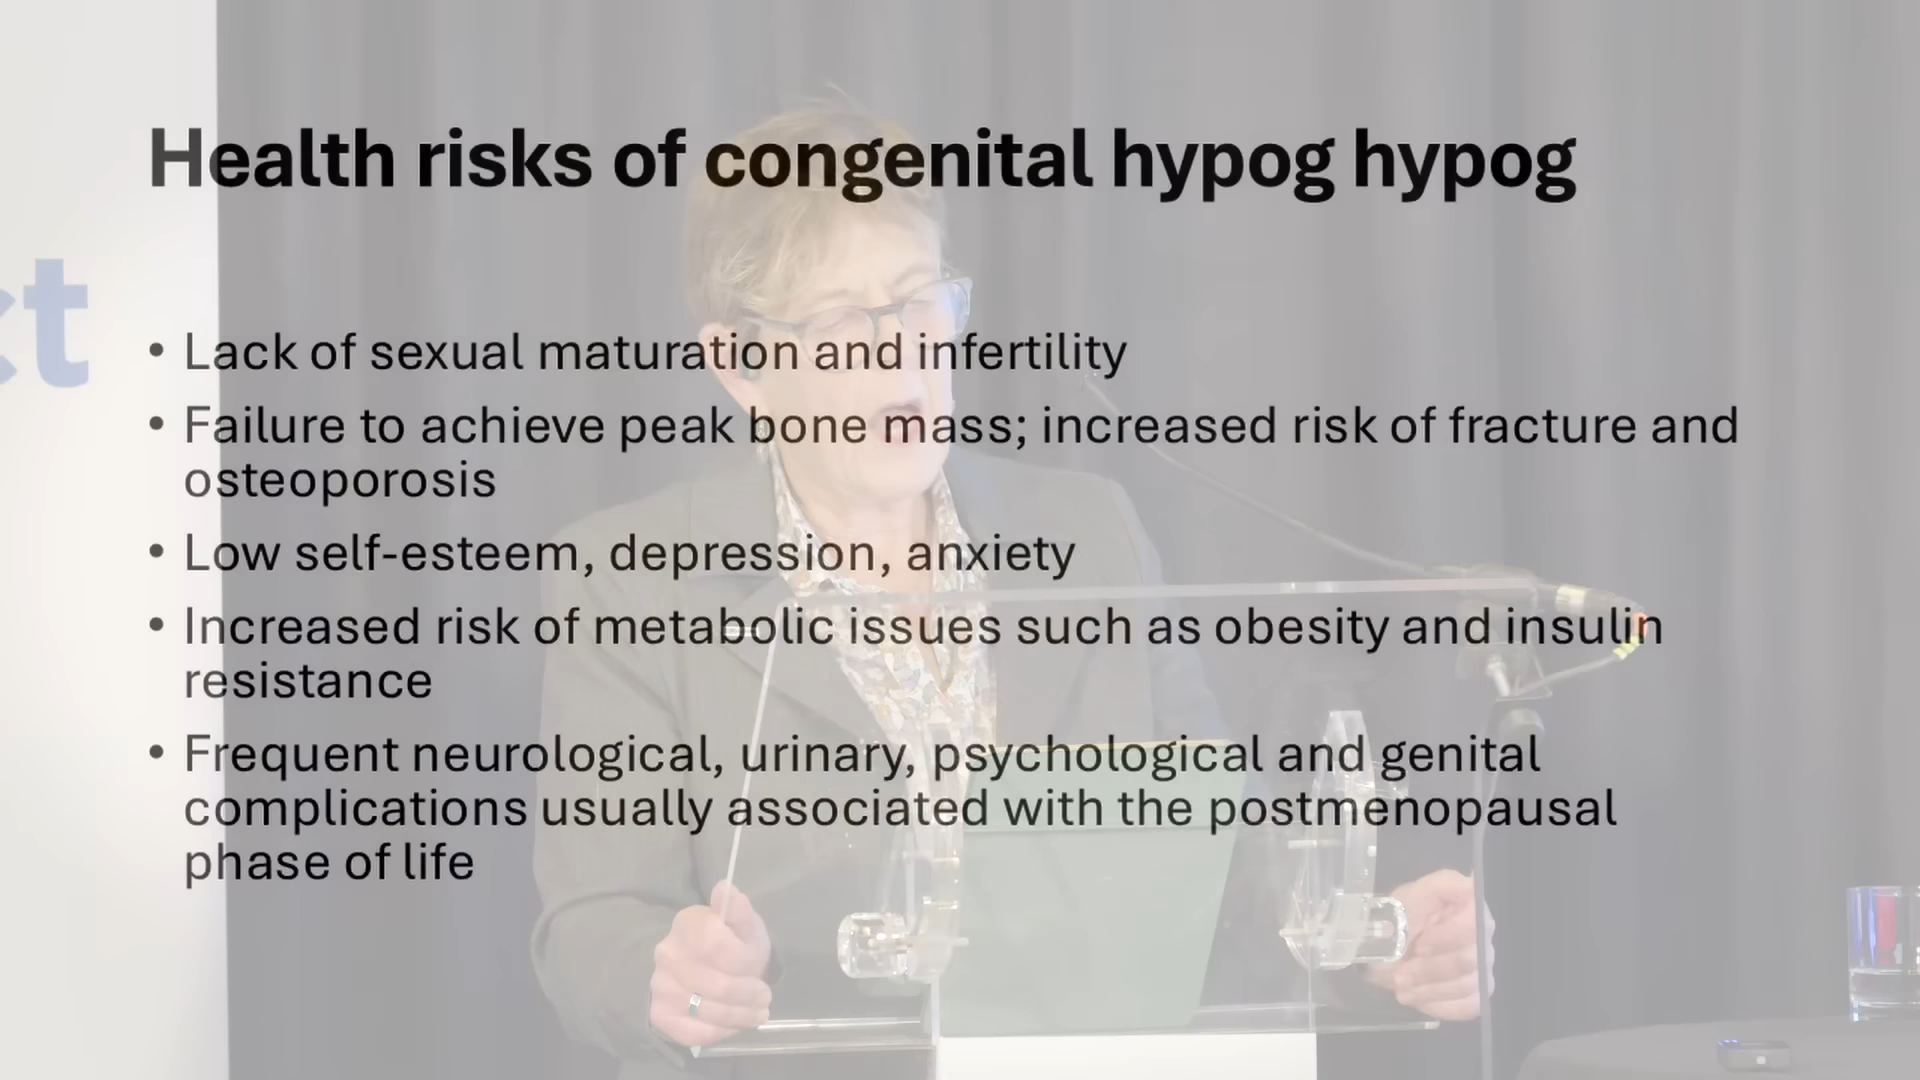 Health risks of congenital hypog hypog
ct
• Lack of sexual maturation and infertility
• Failure to achieve peak bone mass; increased risk of fracture and
osteoporosis
• Low self-esteem, depression, anxiety
• Increased risk of metabolic issues such as obesity and insulin
resistance
• Frequent neurological, urinary, psychological and genital
complications usually associated with the postmenopausal
phase of life